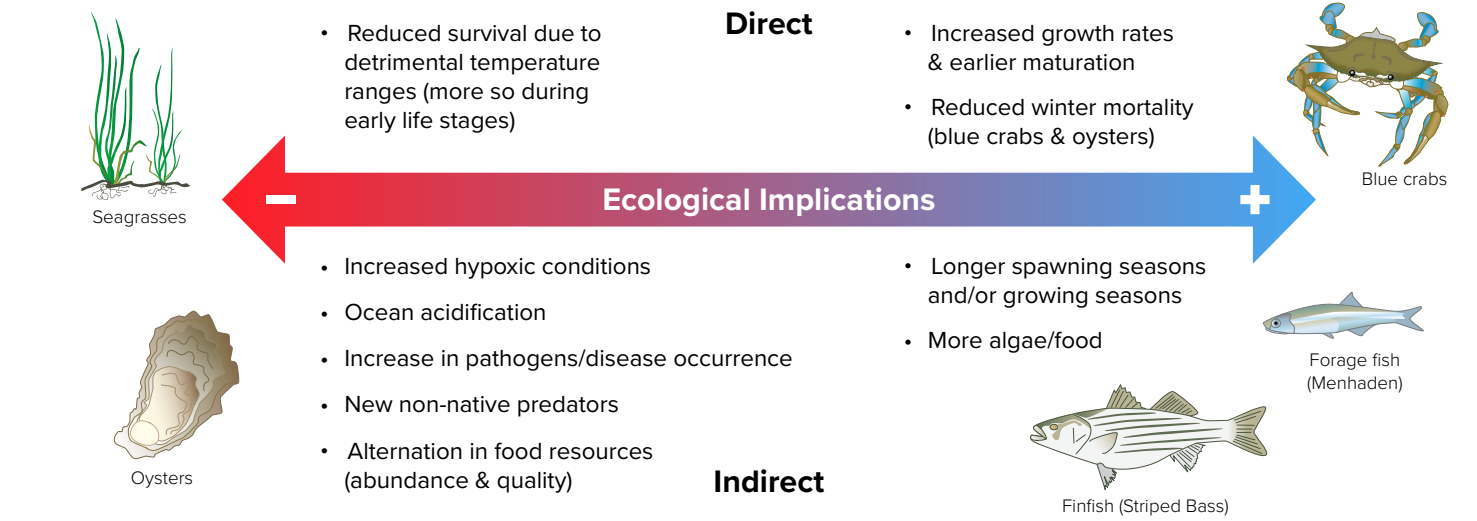 Direct
• Reduced survival due to
detrimental temperature
ranges (more so during
early life stages)
• Increased growth rates
& earlier maturation
• Reduced winter mortality
(blue crabs & oysters)
Seagrasses
Blue crabs
– Ecological Implications +
• Increased hypoxic conditions
• Ocean acidification
• Increase in pathogens/disease occurrence
• New non-native predators
• Alternation in food resources
(abundance & quality)
• Longer spawning seasons
and/or growing seasons
• More algae/food
Oysters
Forage fish
(Menhaden)
Finfish (Striped Bass)
Indirect